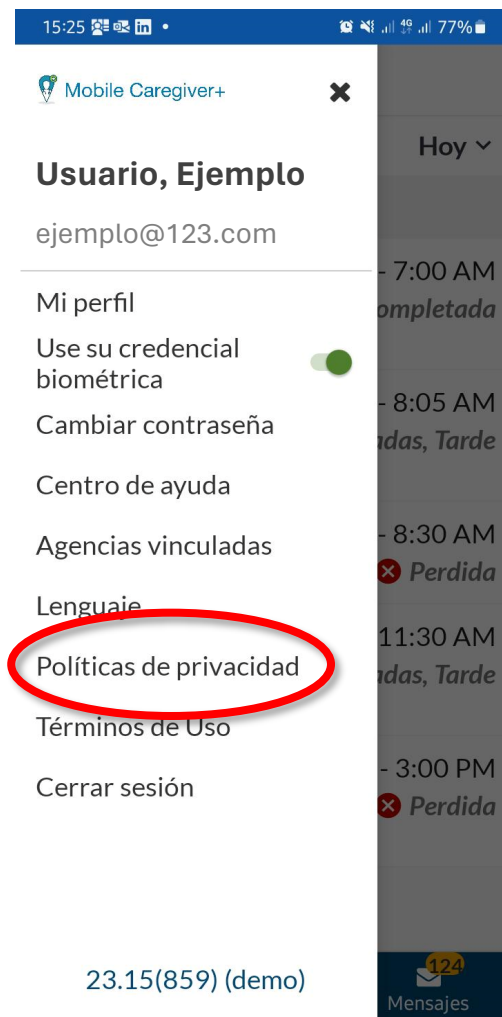 15:25
4G 77%
Mobile Caregiver+
Hoy
Usuario, Ejemplo
ejemplo@123.com
- 7:00 AM
Mi perfil
Use su credencial
biométrica
- 8:05 AM
Cambiar contraseña
Tarde
Centro de ayuda
- 8:30 AM
Agencias vinculadas
Perdida
Lenguaje
11:30 AM
Políticas de privacidad
Tarde
Términos de Uso
- 3:00 PM
Cerrar sesión
Perdida
124
23.15(859) (demo)
Mensajes